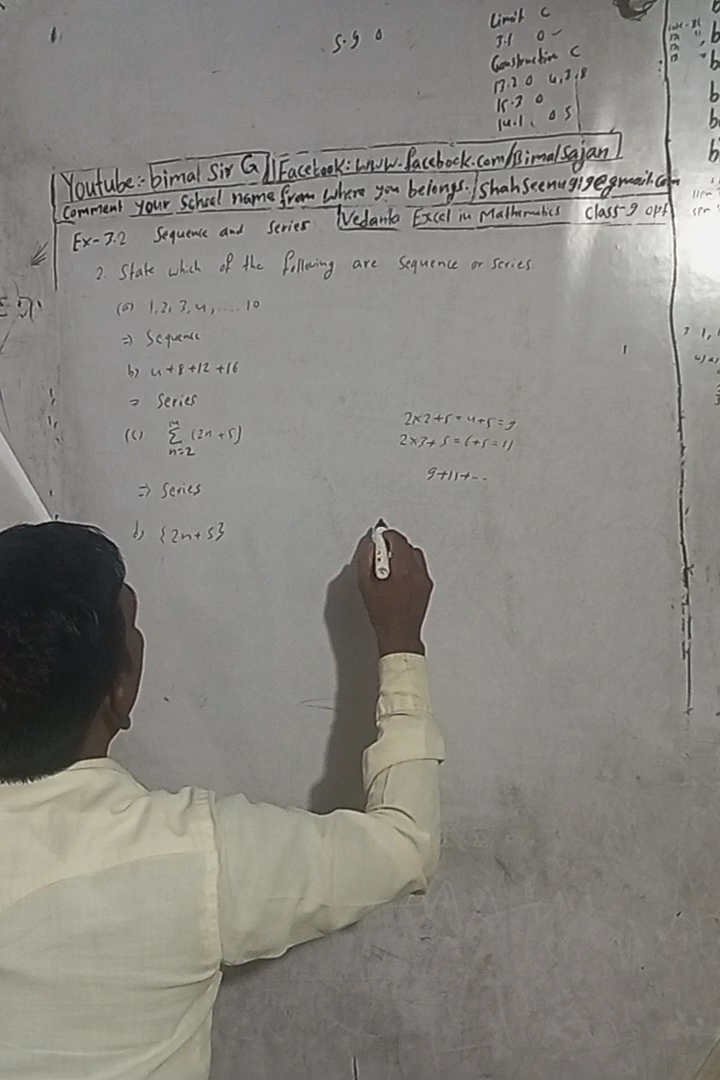 5.9 0
Limit C
3.1 0
Construction C
17.2 0 4,7,8
15.3 0
14.1. 0 5
Youtube:- bimal Sir G || Facebook: www.facebook.com/Bimalsajan
Comment your school name from where you belongs. / Shahseenu919@gmail.com
Ex-3.2 Sequence and Series Vedanta Excel in Mathematics class-9 opt
2. State which of the following are sequence or series.
(a) 1,2,3,4,....10
=> Sequence
b) 4+8+12+16
=> Series
(c) m ∑ n=2 (2n+5)
2×2+5=4+5=9
2×3+5=6+5=11
9+11+...
=> Series
d) {2n+5}